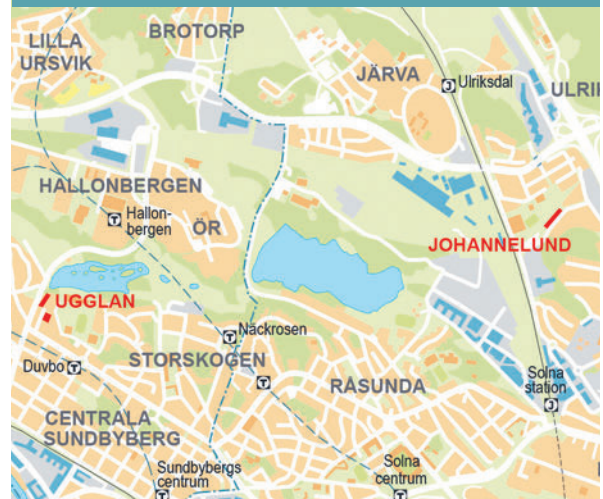 BROTORP
LILLA
URSVIK
JÄRVA
Ulriksdal
ULRI
HALLONBERGEN
Hallon-
bergen
ÖR
JOHANNELUND
UGGLAN
Näckrosen
Duvbo
STORSKOGEN
RÅSUNDA
Solna
station
CENTRALA
SUNDBYBERG
Sundbybergs
centrum
Solna
centrum
T
T
T
T
T
T
J
J